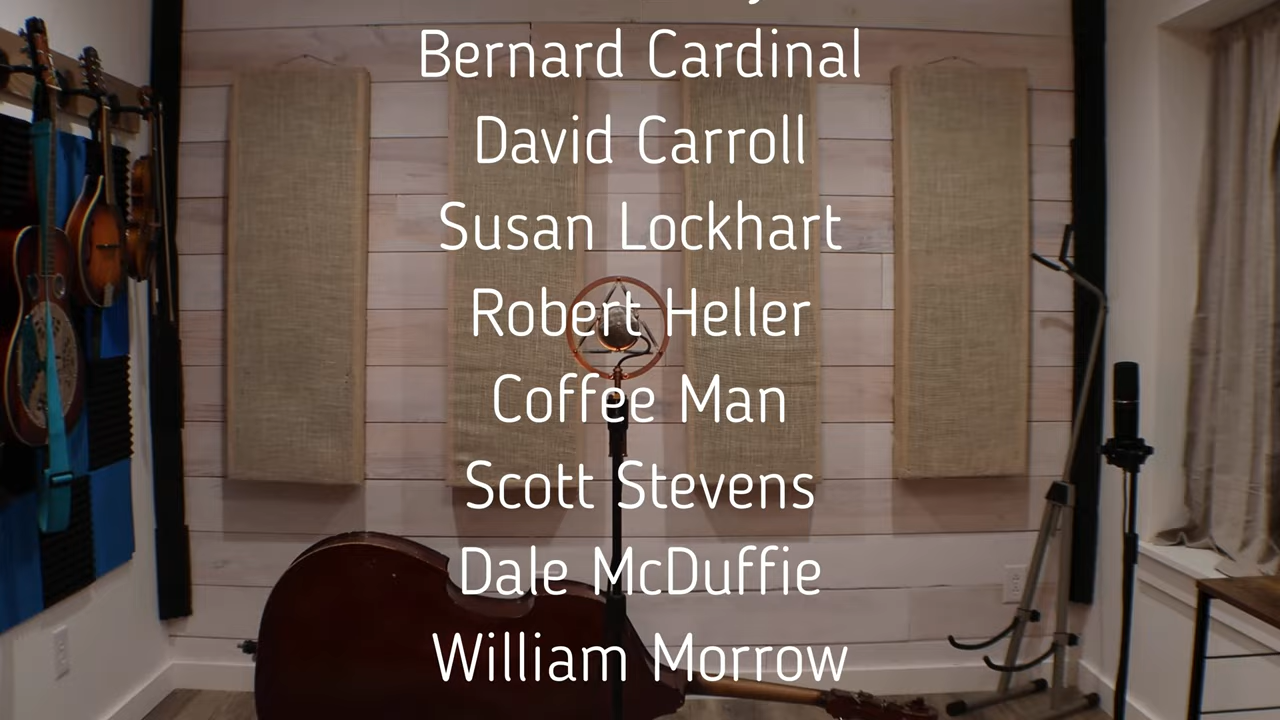 Bernard Cardinal
David Carroll
Susan Lockhart
Robert Heller
Coffee Man
Scott Stevens
Dale McDuffie
William Morrow